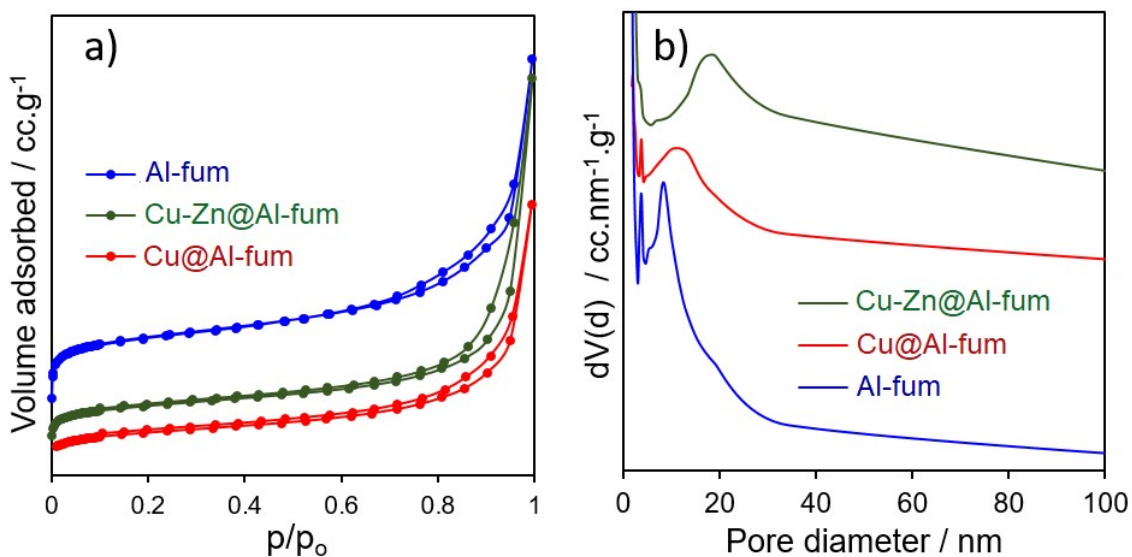 a)
Volume adsorbed / cc.g⁻¹
Al-fum
Cu-Zn@Al-fum
Cu@Al-fum
0 0.2 0.4 0.6 0.8 1
p/pₒ
b)
dV(d) / cc.nm⁻¹.g⁻¹
Cu-Zn@Al-fum
Cu@Al-fum
Al-fum
0 20 40 60 80 100
Pore diameter / nm